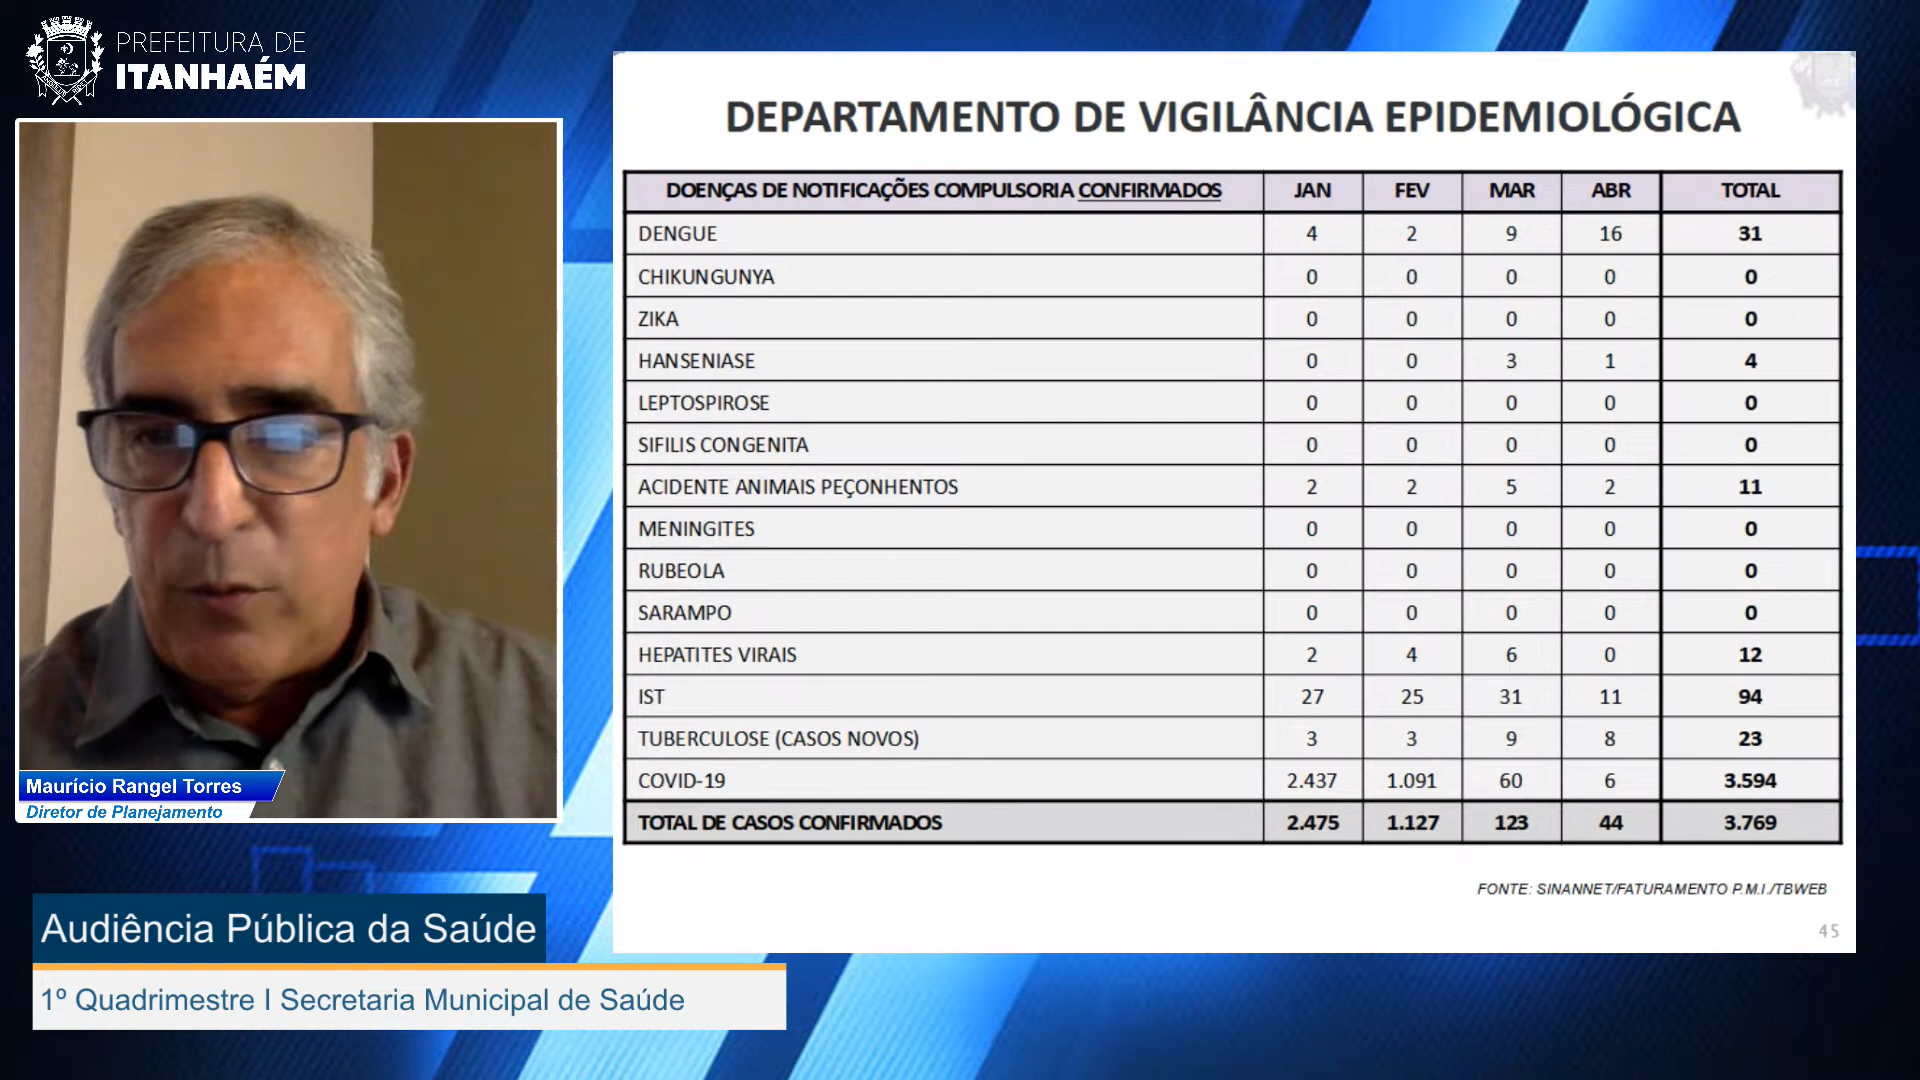 PREFEITURA DE
ITANHAÉM
DEPARTAMENTO DE VIGILÂNCIA EPIDEMIOLÓGICA
DOENÇAS DE NOTIFICAÇÕES COMPULSORIA CONFIRMADOS JAN FEV MAR ABR TOTAL
DENGUE 4 2 9 16 31
CHIKUNGUNYA 0 0 0 0 0
ZIKA 0 0 0 0 0
HANSENIASE 0 0 3 1 4
LEPTOSPIROSE 0 0 0 0 0
SIFILIS CONGENITA 0 0 0 0 0
ACIDENTE ANIMAIS PEÇONHENTOS 2 2 5 2 11
MENINGITES 0 0 0 0 0
RUBEOLA 0 0 0 0 0
SARAMPO 0 0 0 0 0
HEPATITES VIRAIS 2 4 6 0 12
IST 27 25 31 11 94
TUBERCULOSE (CASOS NOVOS) 3 3 9 8 23
COVID-19 2.437 1.091 60 6 3.594
TOTAL DE CASOS CONFIRMADOS 2.475 1.127 123 44 3.769
FONTE: SINANNET/FATURAMENTO P.M.I./TBWEB
45
Maurício Rangel Torres
Diretor de Planejamento
Audiência Pública da Saúde
1º Quadrimestre I Secretaria Municipal de Saúde